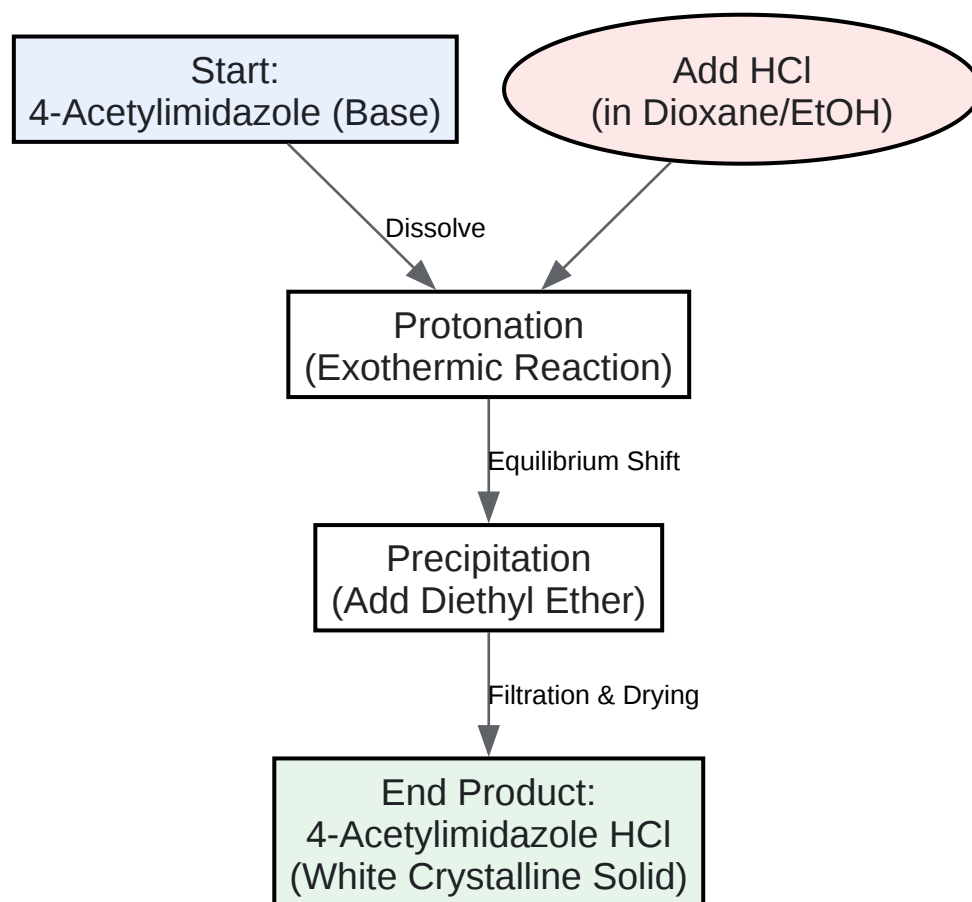 Start:
4-Acetylimidazole (Base)
Add HCl
(in Dioxane/EtOH)
Dissolve
Protonation
(Exothermic Reaction)
Equilibrium Shift
Precipitation
(Add Diethyl Ether)
Filtration & Drying
End Product:
4-Acetylimidazole HCl
(White Crystalline Solid)